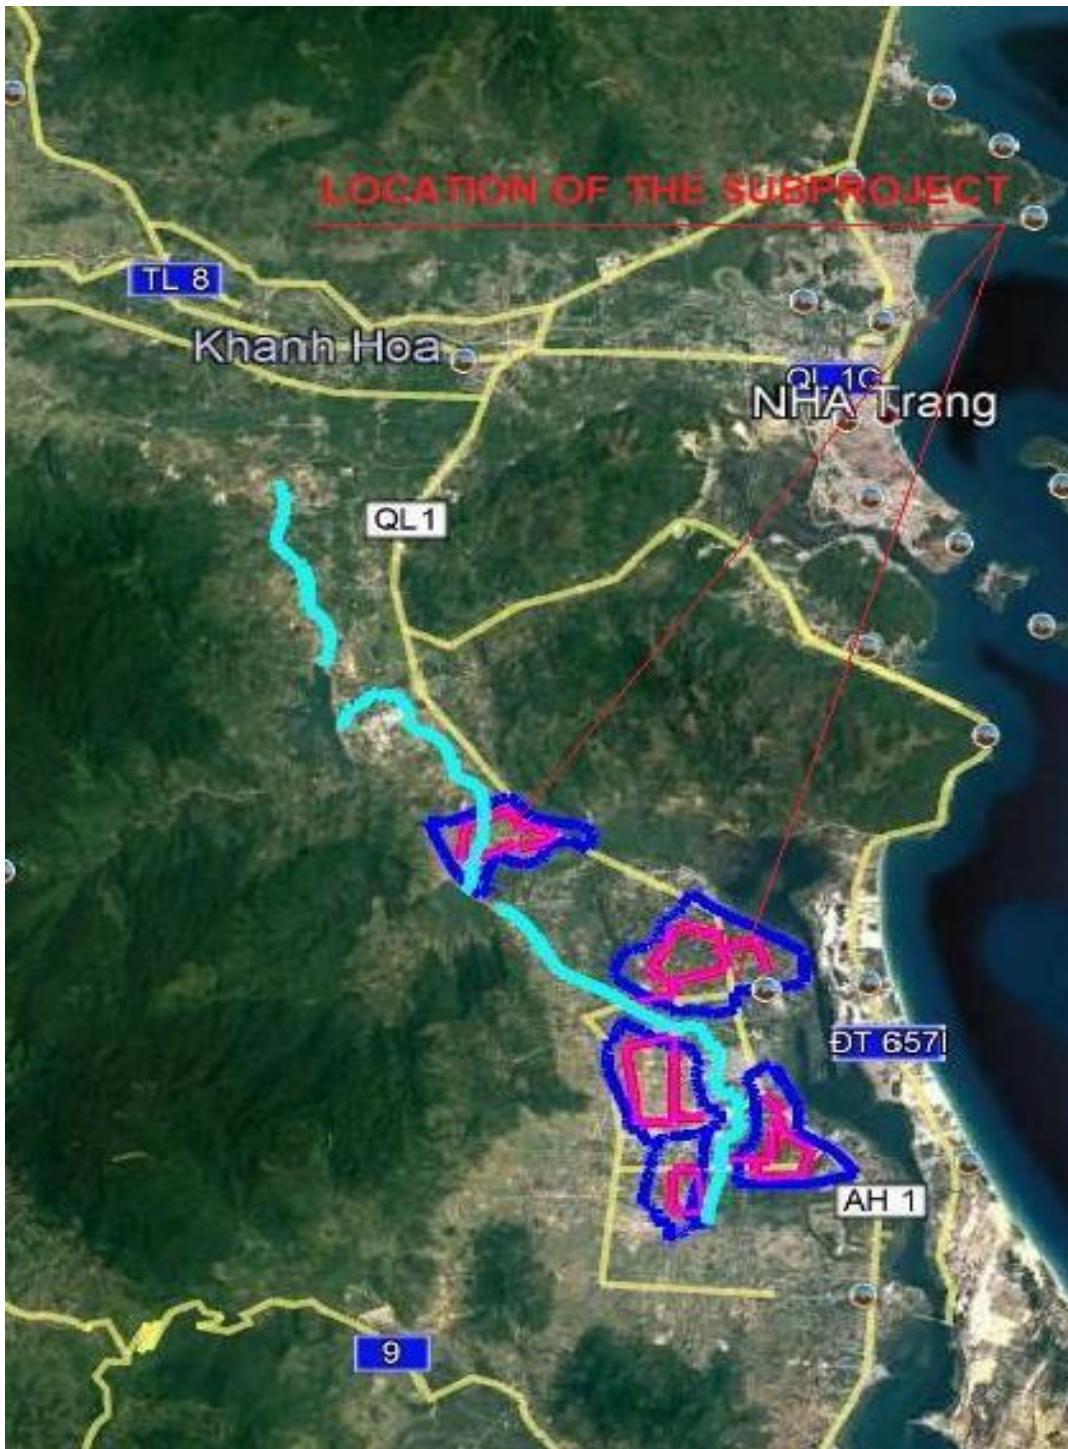 LOCATION OF THE SUBPROJECT
TL 8
Khanh Hoa
QL 1C
NHA Trang
QL 1
ĐT 657I
AH 1
9